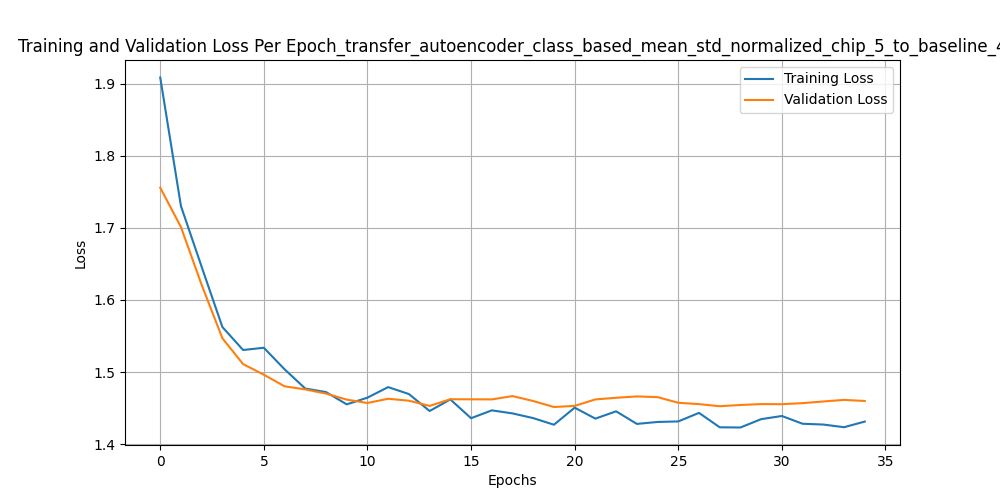 Training and Validation Loss Per Epoch_transfer_autoencoder_class_based_mean_std_normalized_chip_5_to_baseline_4
Training Loss
Validation Loss
1.9
1.8
1.7
1.6
1.5
1.4
Loss
0 5 10 15 20 25 30 35
Epochs